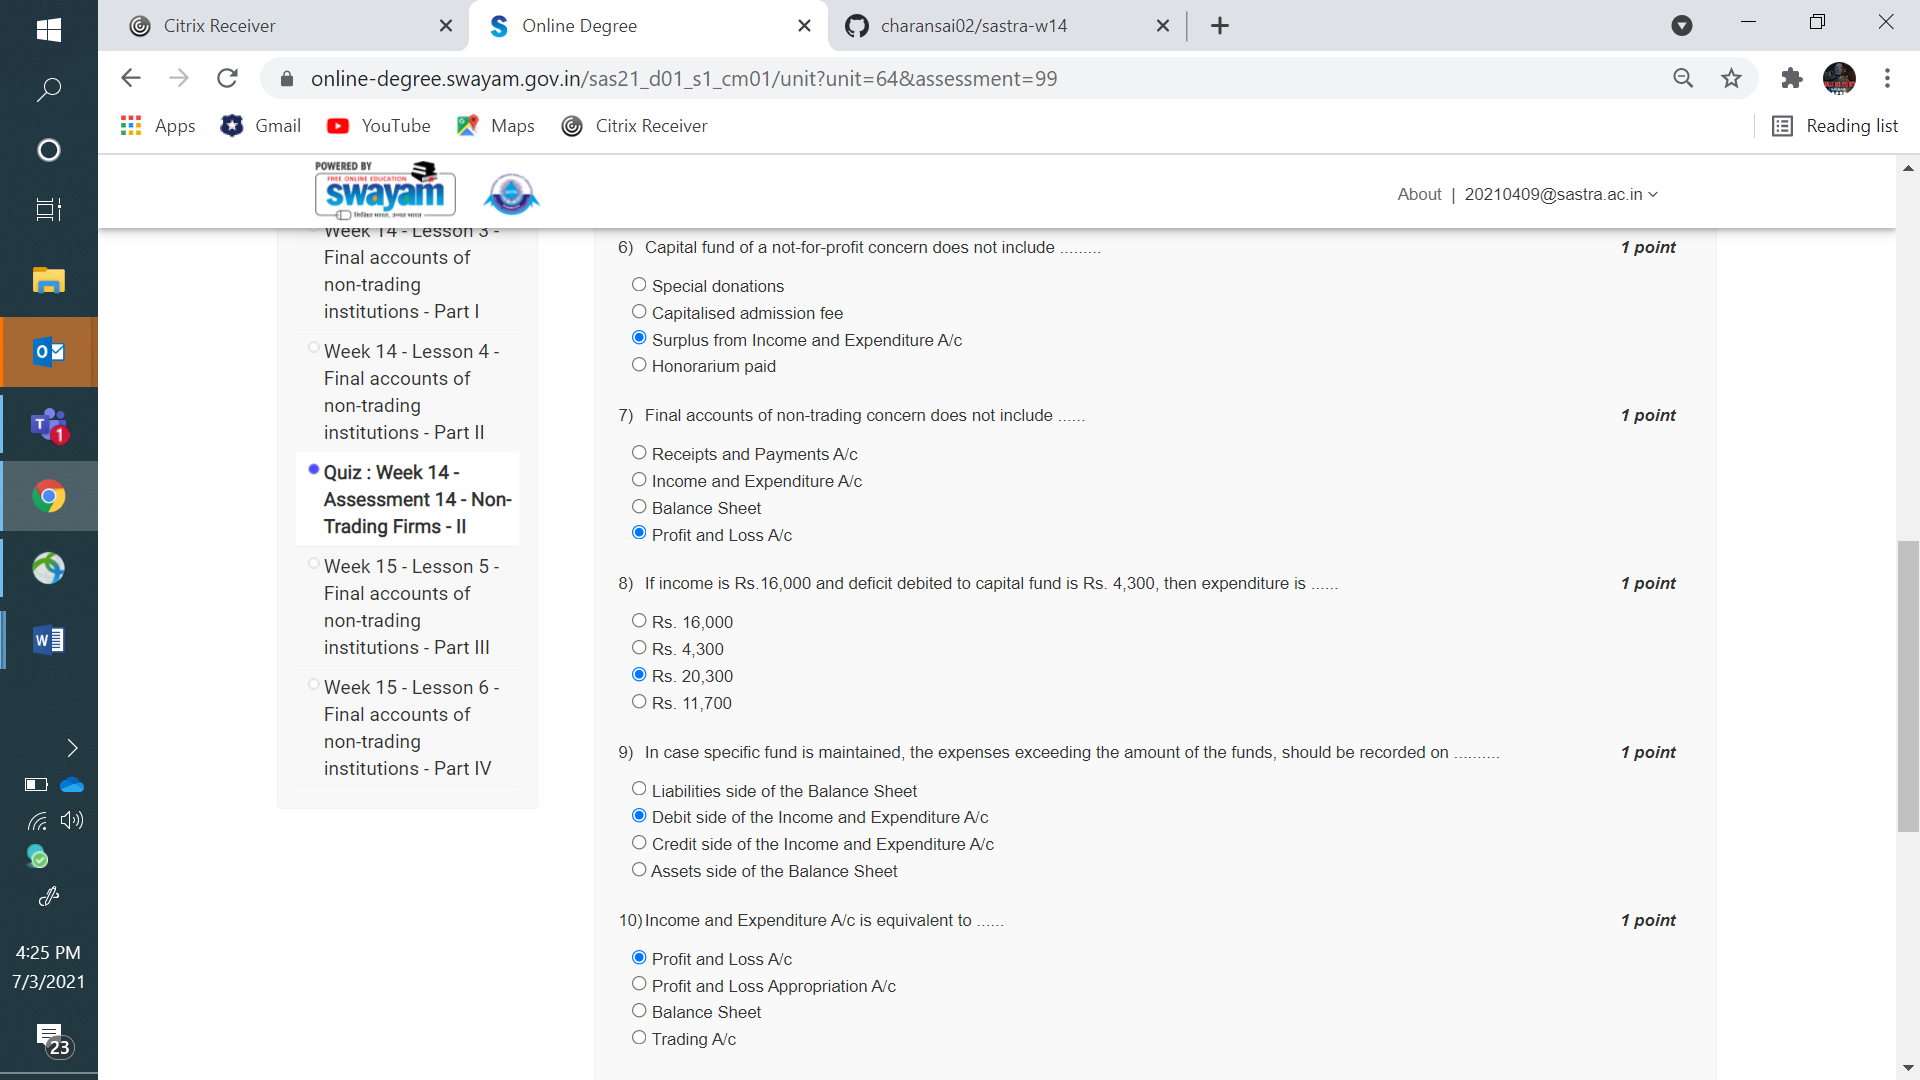 Citrix Receiver
Online Degree
charansai02/sastra-w14
online-degree.swayam.gov.in/sas21_d01_s1_cm01/unit?unit=64&assessment=99
Apps
Gmail
YouTube
Maps
Citrix Receiver
Reading list
POWERED BY
FREE ONLINE EDUCATION
swayam
शिक्षित भारत, उन्नत भारत
About | 20210409@sastra.ac.in
Week 14 - Lesson 3 -
Final accounts of
non-trading
institutions - Part I
Week 14 - Lesson 4 -
Final accounts of
non-trading
institutions - Part II
Quiz : Week 14 -
Assessment 14 - Non-
Trading Firms - II
Week 15 - Lesson 5 -
Final accounts of
non-trading
institutions - Part III
Week 15 - Lesson 6 -
Final accounts of
non-trading
institutions - Part IV
6) Capital fund of a not-for-profit concern does not include ......... 1 point
Special donations
Capitalised admission fee
Surplus from Income and Expenditure A/c
Honorarium paid
7) Final accounts of non-trading concern does not include ...... 1 point
Receipts and Payments A/c
Income and Expenditure A/c
Balance Sheet
Profit and Loss A/c
8) If income is Rs.16,000 and deficit debited to capital fund is Rs. 4,300, then expenditure is ...... 1 point
Rs. 16,000
Rs. 4,300
Rs. 20,300
Rs. 11,700
9) In case specific fund is maintained, the expenses exceeding the amount of the funds, should be recorded on .......... 1 point
Liabilities side of the Balance Sheet
Debit side of the Income and Expenditure A/c
Credit side of the Income and Expenditure A/c
Assets side of the Balance Sheet
10) Income and Expenditure A/c is equivalent to ...... 1 point
Profit and Loss A/c
Profit and Loss Appropriation A/c
Balance Sheet
Trading A/c
1
4:25 PM
7/3/2021
23